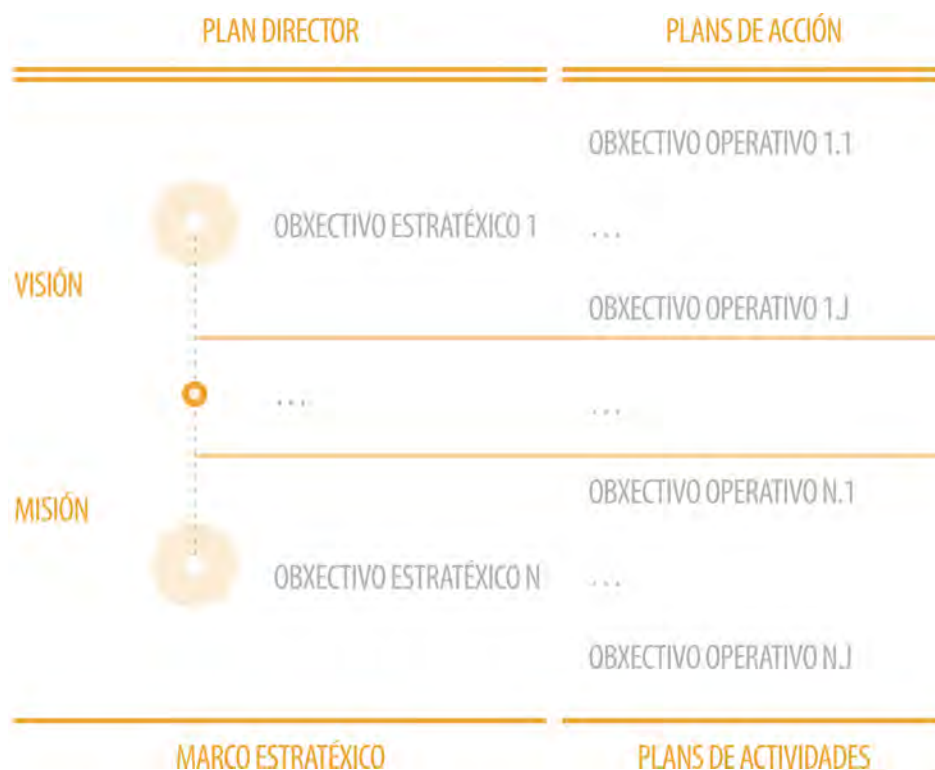 PLAN DIRECTOR
PLANS DE ACCIÓN
OBXECTIVO OPERATIVO 1.1
OBXECTIVO ESTRATÉXICO 1
...
VISIÓN
OBXECTIVO OPERATIVO 1.J
...
...
OBXECTIVO OPERATIVO N.1
MISIÓN
OBXECTIVO ESTRATÉXICO N
...
OBXECTIVO OPERATIVO N.J
MARCO ESTRATÉXICO
PLANS DE ACTIVIDADES